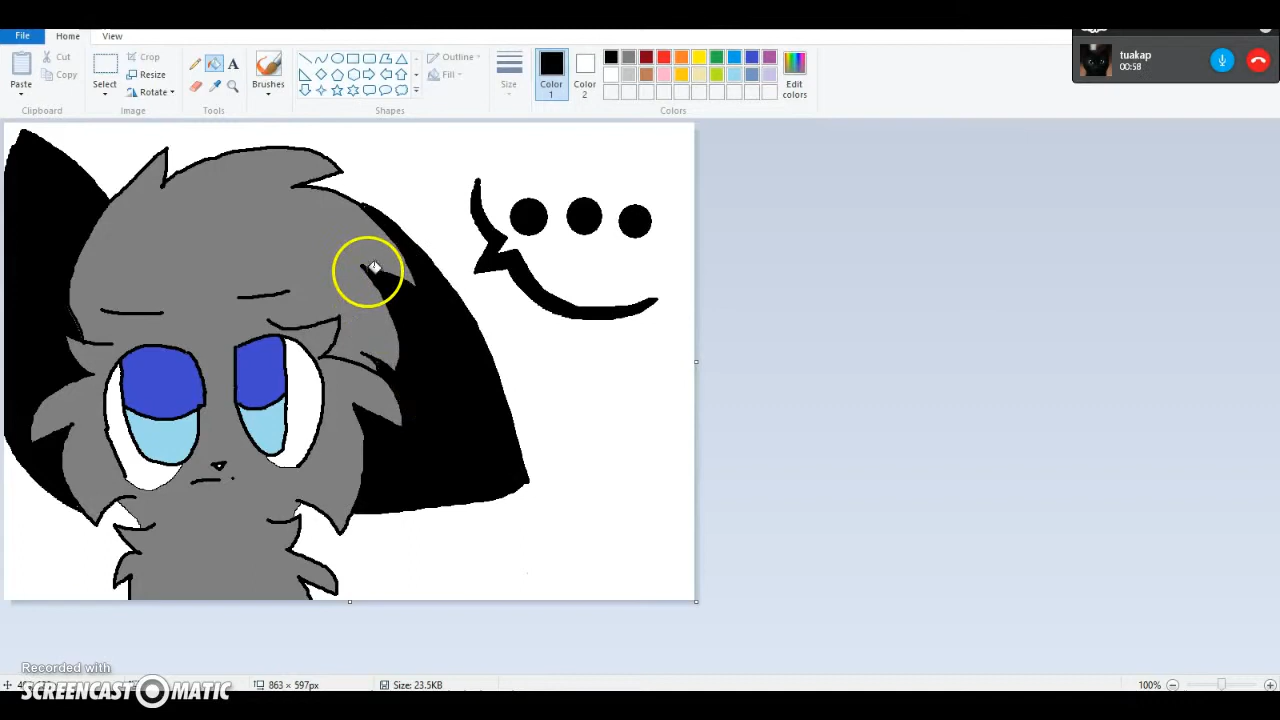 File Home View
Paste
Cut
Copy
Clipboard
Select
Crop
Resize
Rotate
Image
A
Tools
Brushes
Shapes
Outline
Fill
Size
Color
1
Color
2
Edit
colors
Colors
tuakap
00:58
Recorded with
SCREENCAST MATIC
863 × 597px
Size: 23.5KB
100%